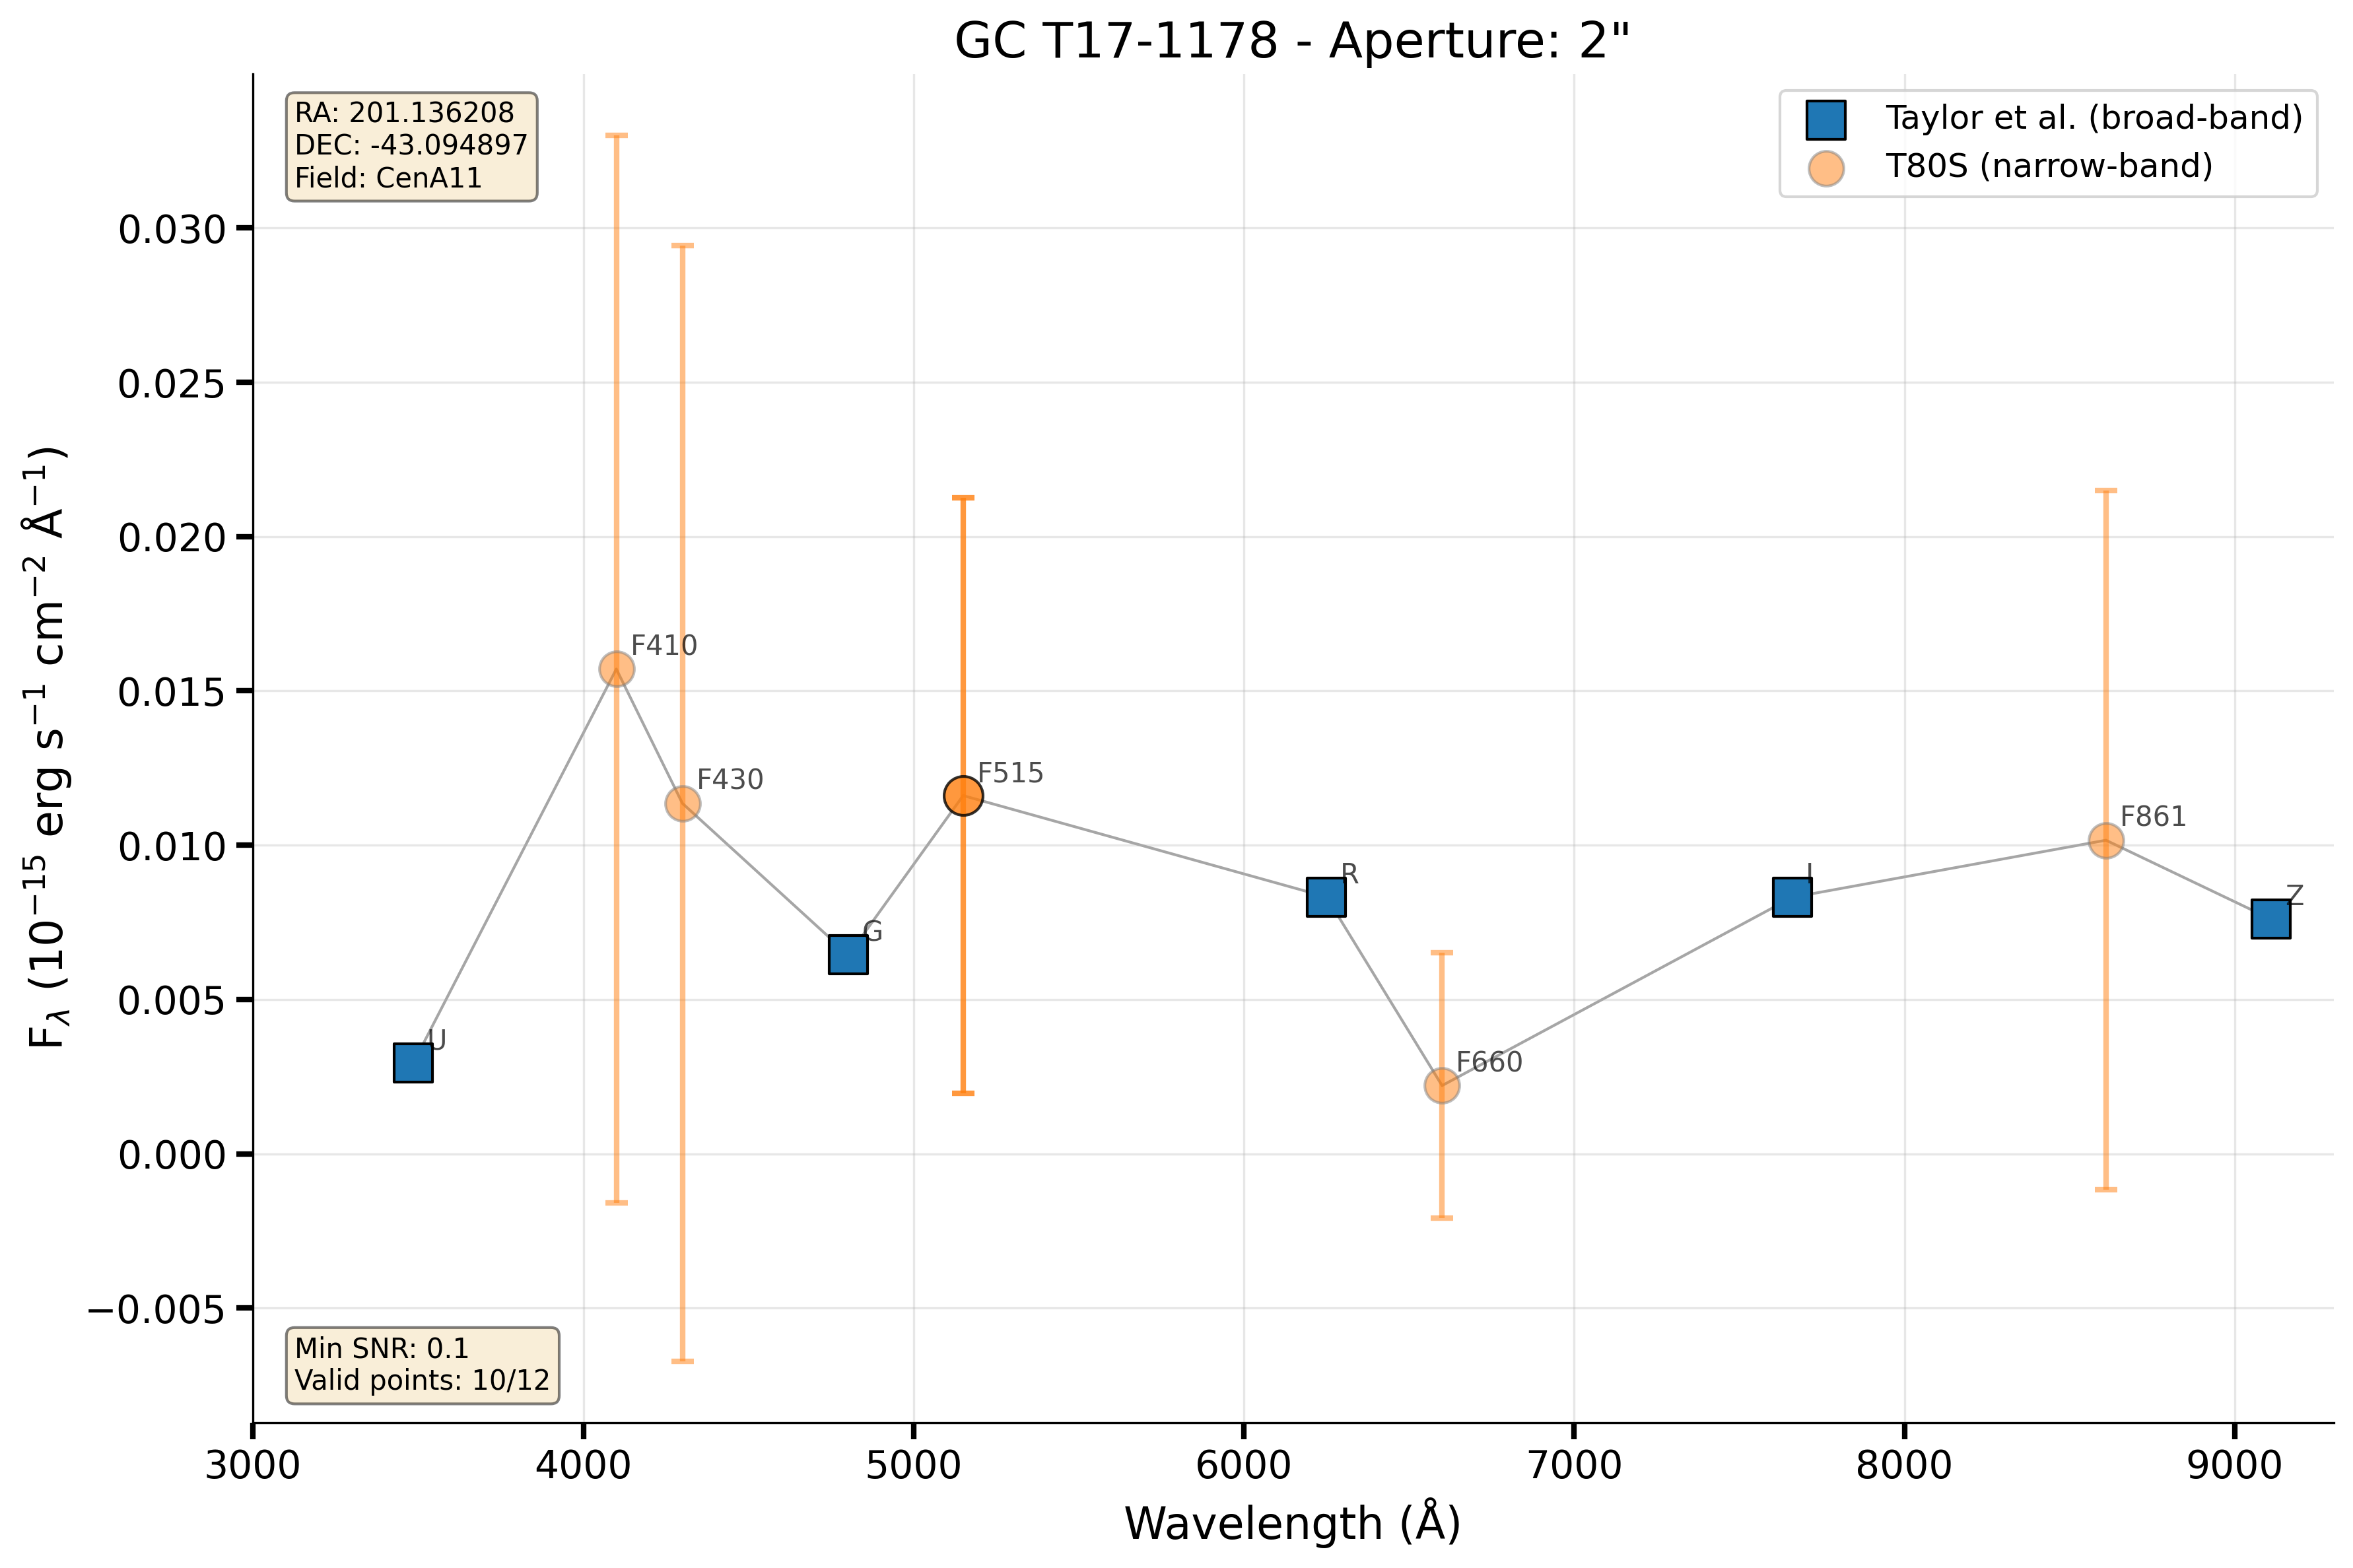 GC T17-1178 - Aperture: 2"
RA: 201.136208
DEC: -43.094897
Field: CenA11
Taylor et al. (broad-band)
T80S (narrow-band)
0.030
0.025
0.020
0.015
0.010
0.005
0.000
−0.005
F410
F430
F515
F861
R
I
Z
G
U
F660
Min SNR: 0.1
Valid points: 10/12
3000
4000
5000
6000
7000
8000
9000
Wavelength (Å)
Fλ (10⁻¹⁵ erg s⁻¹ cm⁻² Å⁻¹)